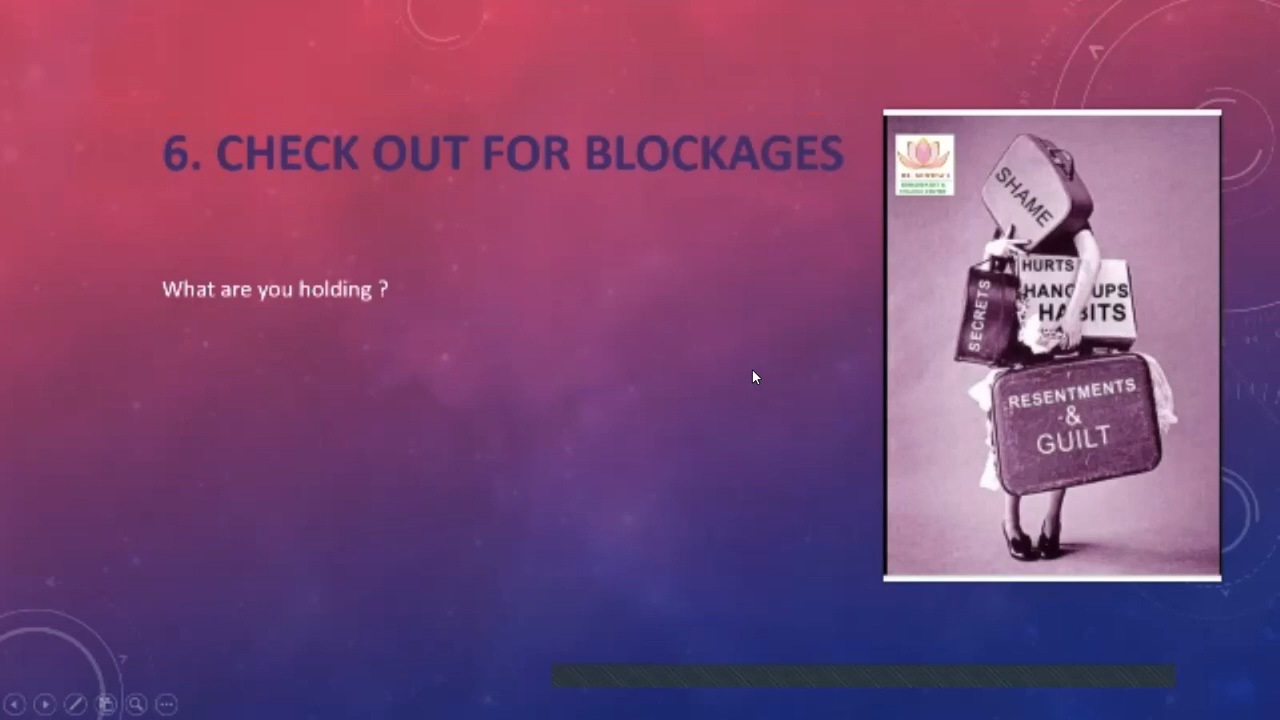 6. CHECK OUT FOR BLOCKAGES
What are you holding ?
SHAME
SECRETS
HURTS
HANG UPS
HABITS
RESENTMENTS
&
GUILT